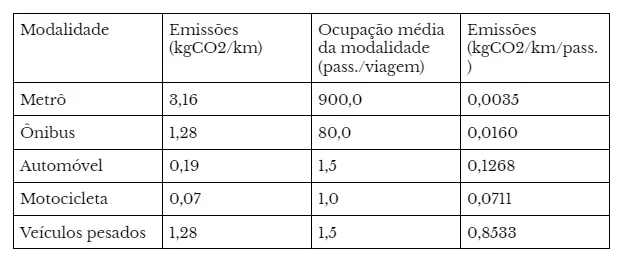 Modalidade Emissões Ocupação média Emissões
(kgCO2/km) da modalidade (kgCO2/km/pass.
(pass./viagem) )
Metrô 3,16 900,0 0,0035
Ônibus 1,28 80,0 0,0160
Automóvel 0,19 1,5 0,1268
Motocicleta 0,07 1,0 0,0711
Veículos pesados 1,28 1,5 0,8533